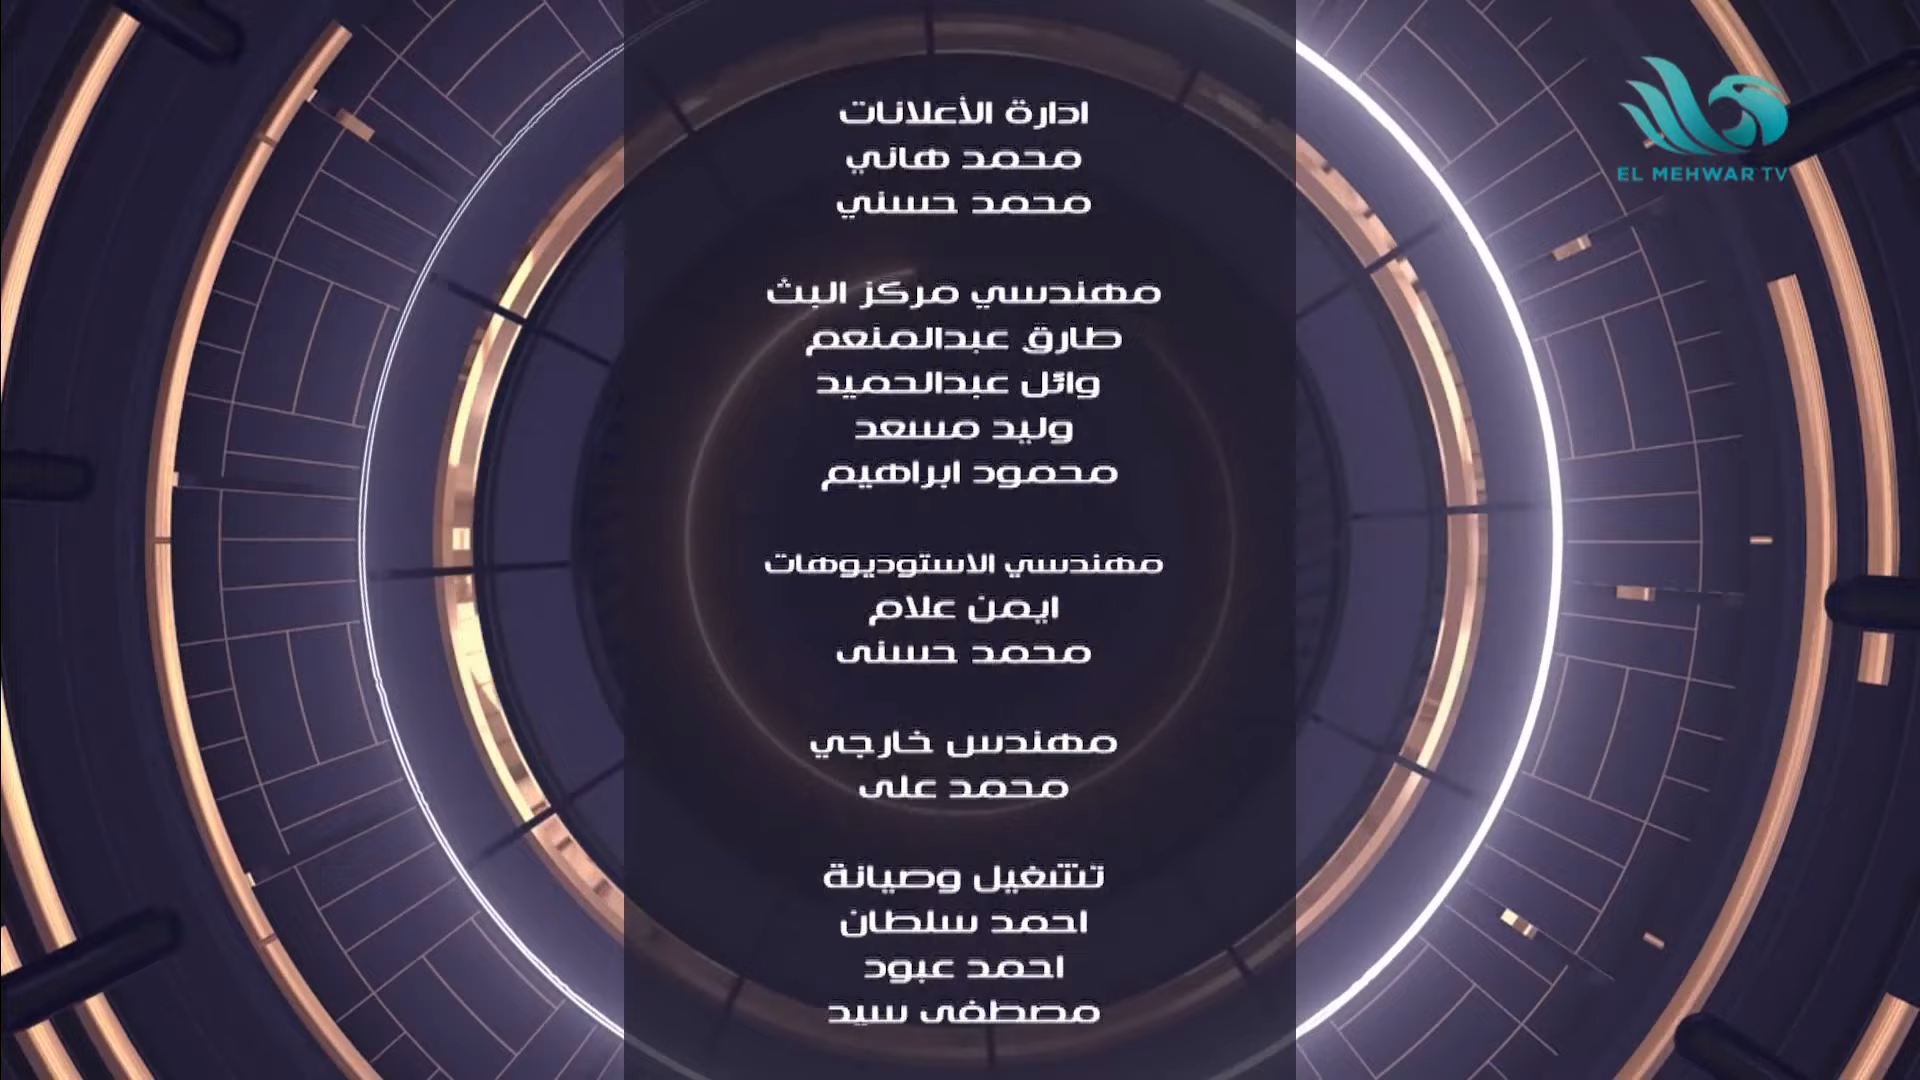 ادارة الأعلانات
محمد هاني
محمد حسني
مهندسي مركز البث
طارق عبدالمنعم
وائل عبدالحميد
وليد مسعد
محمود ابراهيم
مهندسي الاستوديوهات
ايمن علام
محمد حسنى
مهندس خارجي
محمد على
تشغيل وصيانة
احمد سلطان
احمد عبود
مصطفى سيد
EL MEHWAR TV